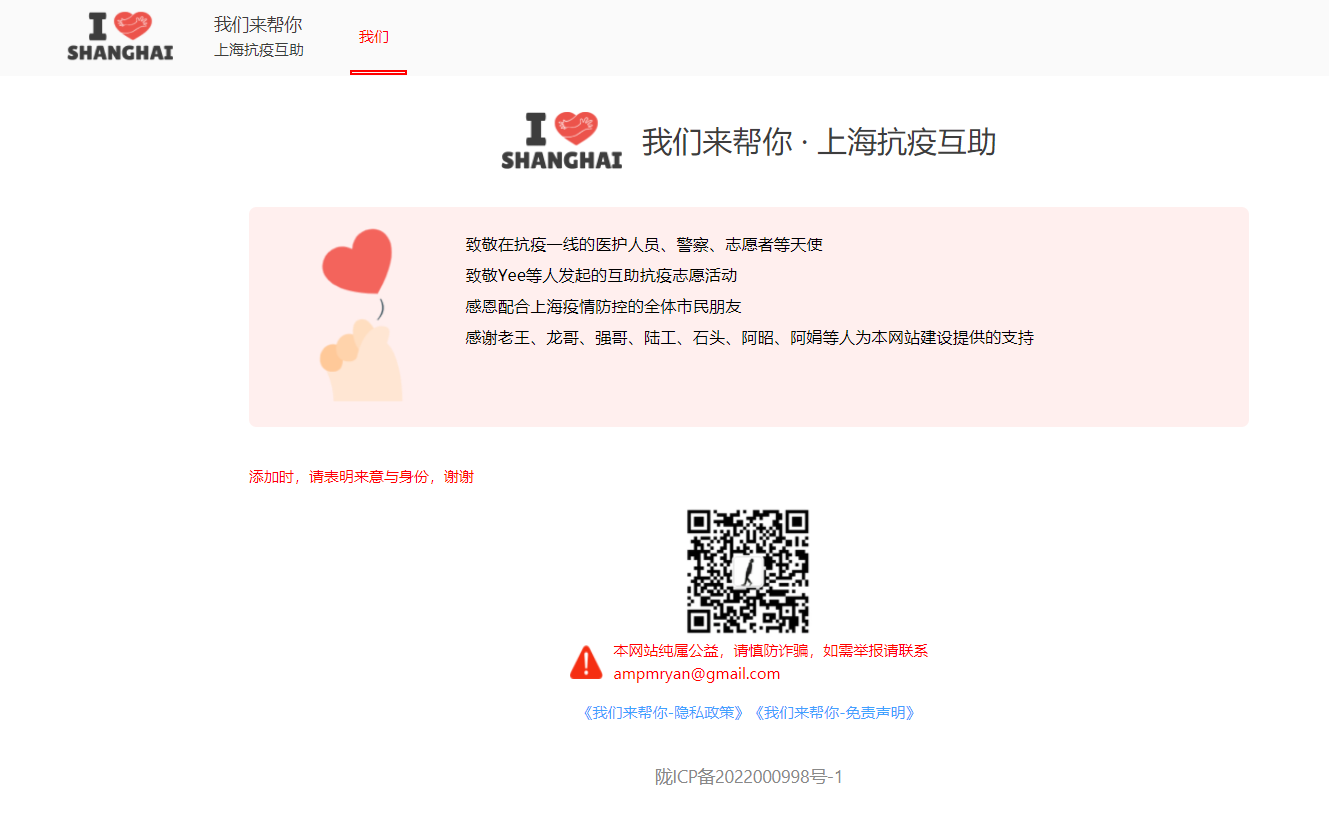 I
SHANGHAI
我们来帮你
上海抗疫互助
我们
I
SHANGHAI
我们来帮你 · 上海抗疫互助
致敬在抗疫一线的医护人员、警察、志愿者等天使
致敬Yee等人发起的互助抗疫志愿活动
感恩配合上海疫情防控的全体市民朋友
感谢老王、龙哥、强哥、陆工、石头、阿昭、阿娟等人为本网站建设提供的支持
添加时，请表明来意与身份，谢谢
本网站纯属公益，请慎防诈骗，如需举报请联系
ampmryan@gmail.com
《我们来帮你-隐私政策》《我们来帮你-免责声明》
陇ICP备2022000998号-1